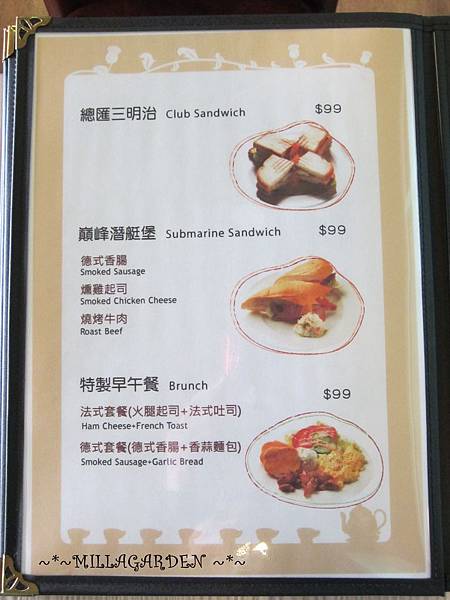 總匯三明治 Club Sandwich $99
巔峰潛艇堡 Submarine Sandwich $99
德式香腸
Smoked Sausage
燻雞起司
Smoked Chicken Cheese
燒烤牛肉
Roast Beef
特製早午餐 Brunch $99
法式套餐(火腿起司+法式吐司)
Ham Cheese+French Toast
德式套餐(德式香腸+香蒜麵包)
Smoked Sausage+Garlic Bread
~*~MILLAGARDEN ~*~